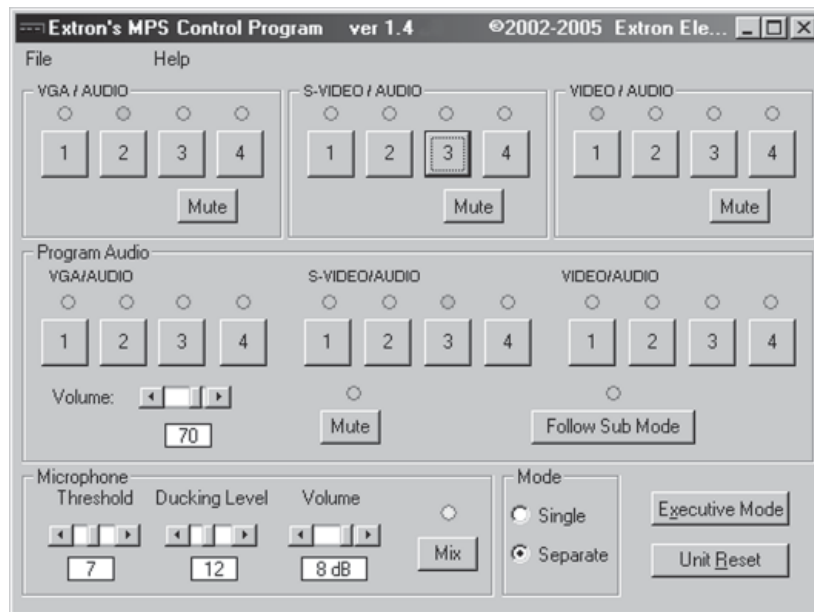 Extron's MPS Control Program ver 1.4 ©2002-2005 Extron Ele...
File Help
VGA / AUDIO S-VIDEO / AUDIO VIDEO / AUDIO
1 2 3 4 1 2 3 4 1 2 3 4
Mute Mute Mute
Program Audio
VGA/AUDIO S-VIDEO/AUDIO VIDEO/AUDIO
1 2 3 4 1 2 3 4 1 2 3 4
Volume: 70 Mute Follow Sub Mode
Microphone
Threshold Ducking Level Volume
7 12 8 dB Mix
Mode
Single
Separate
Executive Mode
Unit Reset